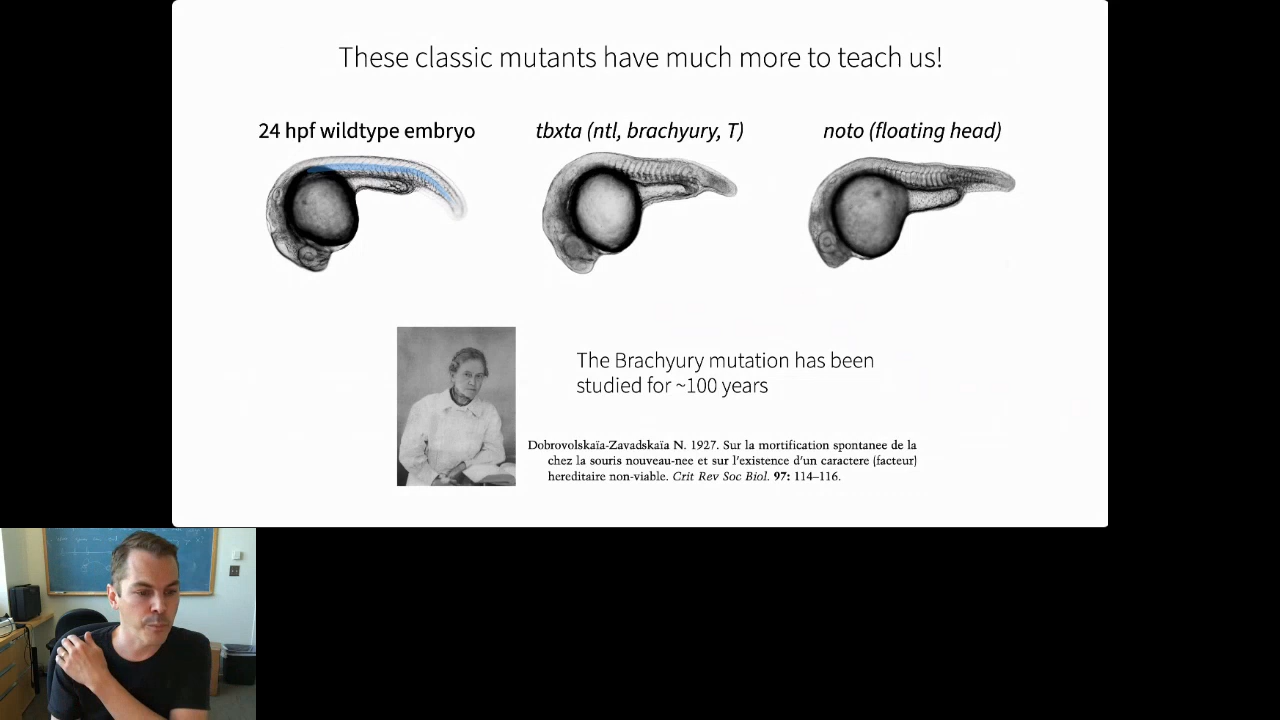 These classic mutants have much more to teach us!
24 hpf wildtype embryo
tbxta (ntl, brachyury, T)
noto (floating head)
The Brachyury mutation has been
studied for ~100 years
Dobrovolskaïa-Zavadskaïa N. 1927. Sur la mortification spontanee de la
chez la souris nouveau-nee et sur l'existence d'un caractere (facteur)
hereditaire non-viable. Crit Rev Soc Biol. 97: 114–116.